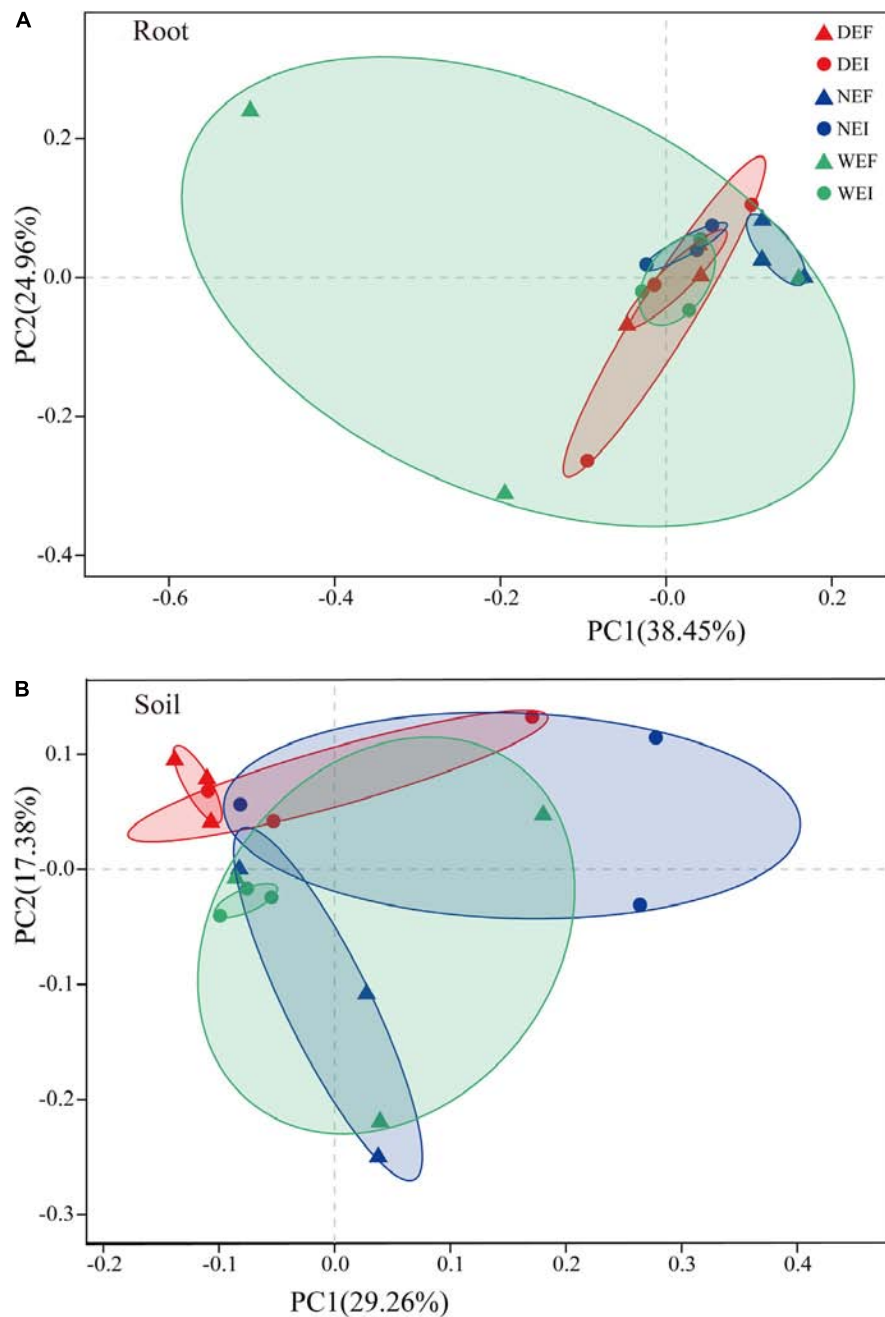 A
Root
DEF
DEI
NEF
NEI
WEF
WEI
PC2(24.96%)
0.2
0.0
-0.2
-0.4
-0.6
-0.4
-0.2
-0.0
0.2
PC1(38.45%)
B
Soil
PC2(17.38%)
0.1
-0.0
-0.1
-0.2
-0.3
-0.2
-0.1
0.0
0.1
0.2
0.3
0.4
PC1(29.26%)